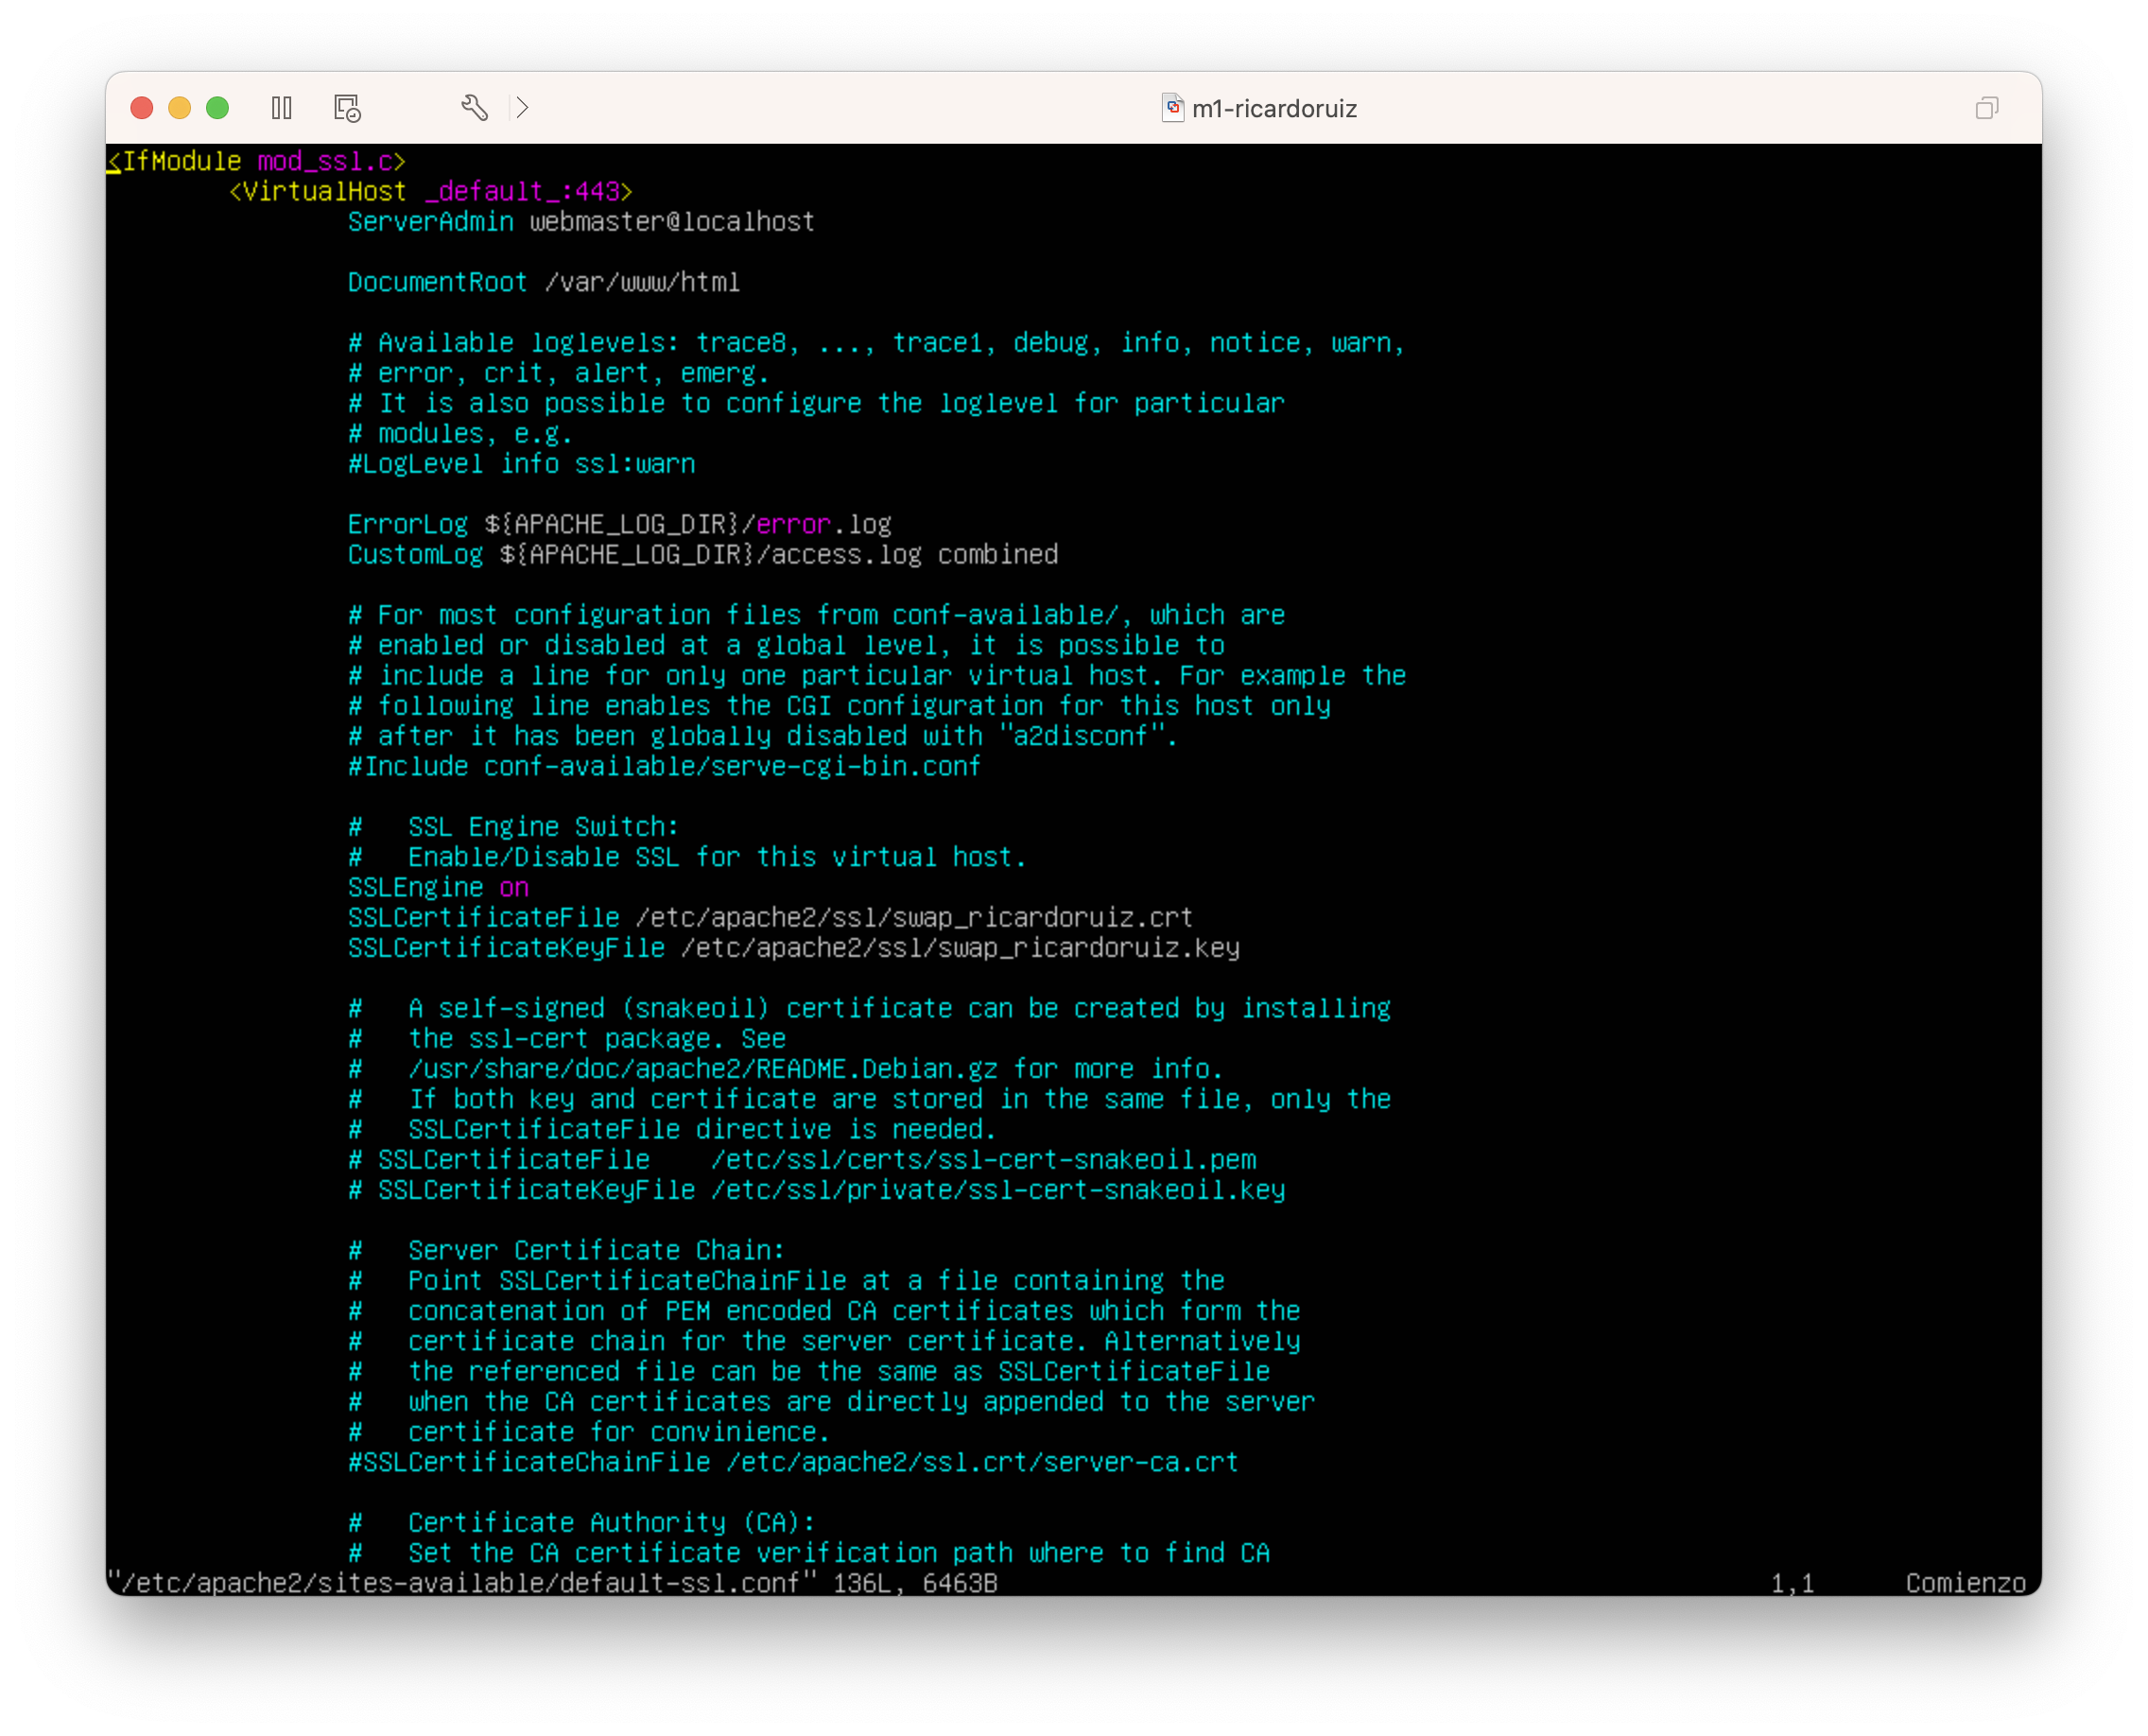 m1-ricardoruiz
<IfModule mod_ssl.c>
<VirtualHost _default_:443>
ServerAdmin webmaster@localhost
DocumentRoot /var/www/html
# Available loglevels: trace8, ..., trace1, debug, info, notice, warn,
# error, crit, alert, emerg.
# It is also possible to configure the loglevel for particular
# modules, e.g.
#LogLevel info ssl:warn
ErrorLog ${APACHE_LOG_DIR}/error.log
CustomLog ${APACHE_LOG_DIR}/access.log combined
# For most configuration files from conf-available/, which are
# enabled or disabled at a global level, it is possible to
# include a line for only one particular virtual host. For example the
# following line enables the CGI configuration for this host only
# after it has been globally disabled with "a2disconf".
#Include conf-available/serve-cgi-bin.conf
#   SSL Engine Switch:
#   Enable/Disable SSL for this virtual host.
SSLEngine on
SSLCertificateFile /etc/apache2/ssl/swap_ricardoruiz.crt
SSLCertificateKeyFile /etc/apache2/ssl/swap_ricardoruiz.key
#   A self-signed (snakeoil) certificate can be created by installing
#   the ssl-cert package. See
#   /usr/share/doc/apache2/README.Debian.gz for more info.
#   If both key and certificate are stored in the same file, only the
#   SSLCertificateFile directive is needed.
# SSLCertificateFile    /etc/ssl/certs/ssl-cert-snakeoil.pem
# SSLCertificateKeyFile /etc/ssl/private/ssl-cert-snakeoil.key
#   Server Certificate Chain:
#   Point SSLCertificateChainFile at a file containing the
#   concatenation of PEM encoded CA certificates which form the
#   certificate chain for the server certificate. Alternatively
#   the referenced file can be the same as SSLCertificateFile
#   when the CA certificates are directly appended to the server
#   certificate for convinience.
#SSLCertificateChainFile /etc/apache2/ssl.crt/server-ca.crt
#   Certificate Authority (CA):
#   Set the CA certificate verification path where to find CA
"/etc/apache2/sites-available/default-ssl.conf" 136L, 6463B 1,1 Comienzo